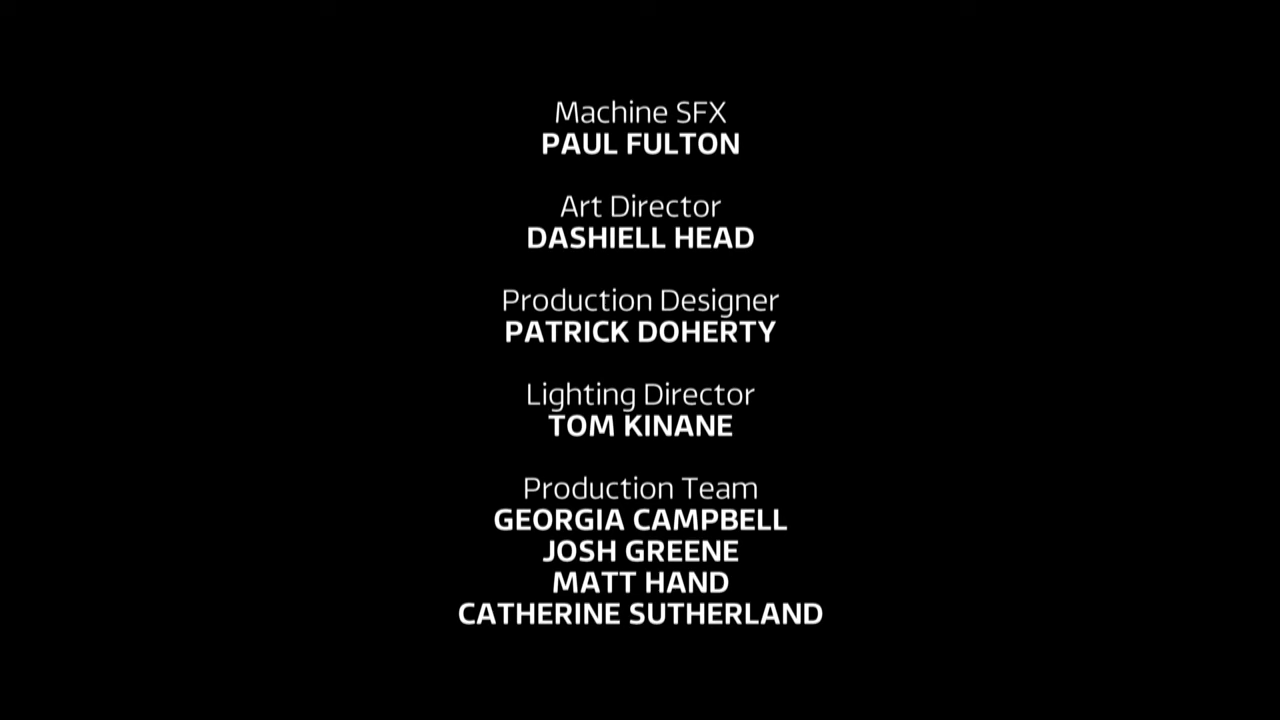 Machine SFX
PAUL FULTON
Art Director
DASHIELL HEAD
Production Designer
PATRICK DOHERTY
Lighting Director
TOM KINANE
Production Team
GEORGIA CAMPBELL
JOSH GREENE
MATT HAND
CATHERINE SUTHERLAND